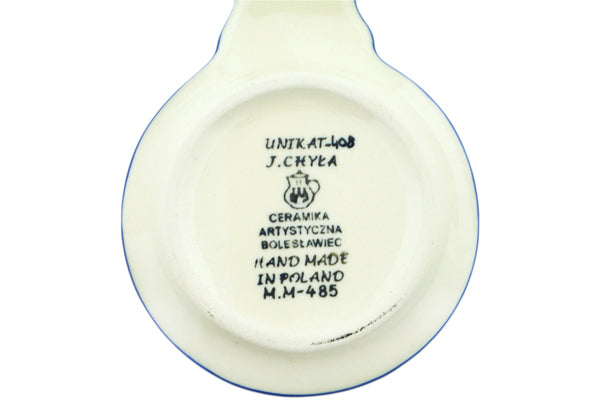 UNIKAT-408
J.CHYŁA
CERAMIKA
ARTYSTYCZNA
BOLESŁAWIEC
HAND MADE
IN POLAND
M.M-485